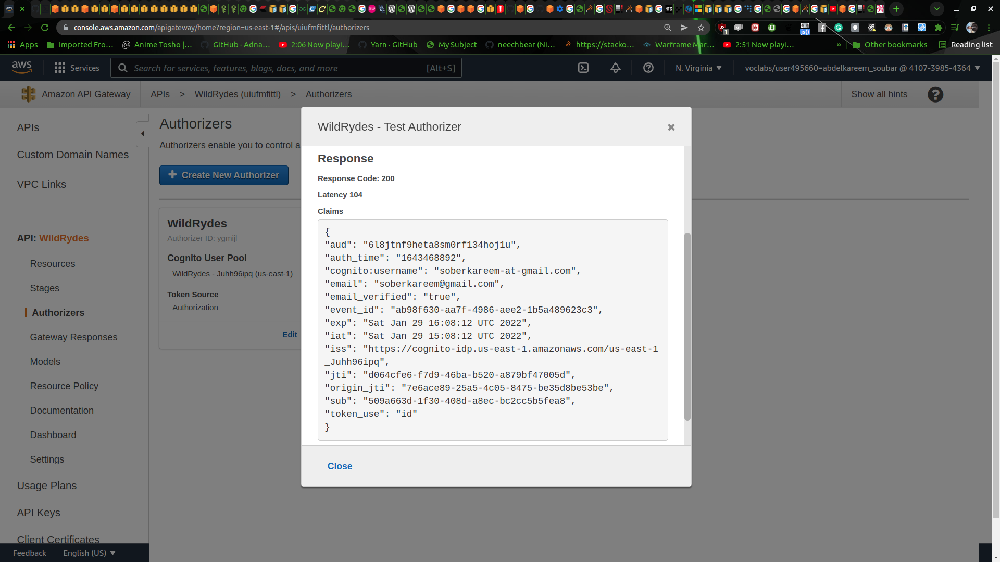 console.aws.amazon.com/apigateway/home?region=us-east-1#/apis/uiufmfittl/authorizers
Apps
Imported Fro...
Anime Tosho |...
GitHub - Adna...
2:06 Now playi...
Yarn · GitHub
My Subject
neechbear (Ni...
https://stacko...
Warframe Mar...
2:51 Now playi...
»
Other bookmarks
Reading list
aws
Services
Search for services, features, blogs, docs, and more
[Alt+S]
N. Virginia
voclabs/user495660=abdelkareem_soubar @ 4107-3985-4364
Amazon API Gateway
APIs > WildRydes (uiufmfittl) > Authorizers
Show all hints
APIs
Custom Domain Names
VPC Links
API: WildRydes
Resources
Stages
Authorizers
Gateway Responses
Models
Resource Policy
Documentation
Dashboard
Settings
Usage Plans
API Keys
Client Certificates
Authorizers
Authorizers enable you to control a
Create New Authorizer
WildRydes
Authorizer ID: ygmijl
Cognito User Pool
WildRydes - Juhh96ipq (us-east-1)
Token Source
Authorization
Edit
WildRydes - Test Authorizer
Response
Response Code: 200
Latency 104
Claims
{
"aud": "6l8jtnf9heta8sm0rf134hoj1u",
"auth_time": "1643468892",
"cognito:username": "soberkareem-at-gmail.com",
"email": "soberkareem@gmail.com",
"email_verified": "true",
"event_id": "ab98f630-aa7f-4986-aee2-1b5a489623c3",
"exp": "Sat Jan 29 16:08:12 UTC 2022",
"iat": "Sat Jan 29 15:08:12 UTC 2022",
"iss": "https://cognito-idp.us-east-1.amazonaws.com/us-east-1
_Juhh96ipq",
"jti": "d064cfe6-f7d9-46ba-b520-a879bf47005d",
"origin_jti": "7e6ace89-25a5-4c05-8475-be35d8be53be",
"sub": "509a663d-1f30-408d-a8ec-bc2cc5b5fea8",
"token_use": "id"
}
Close
Feedback
English (US)